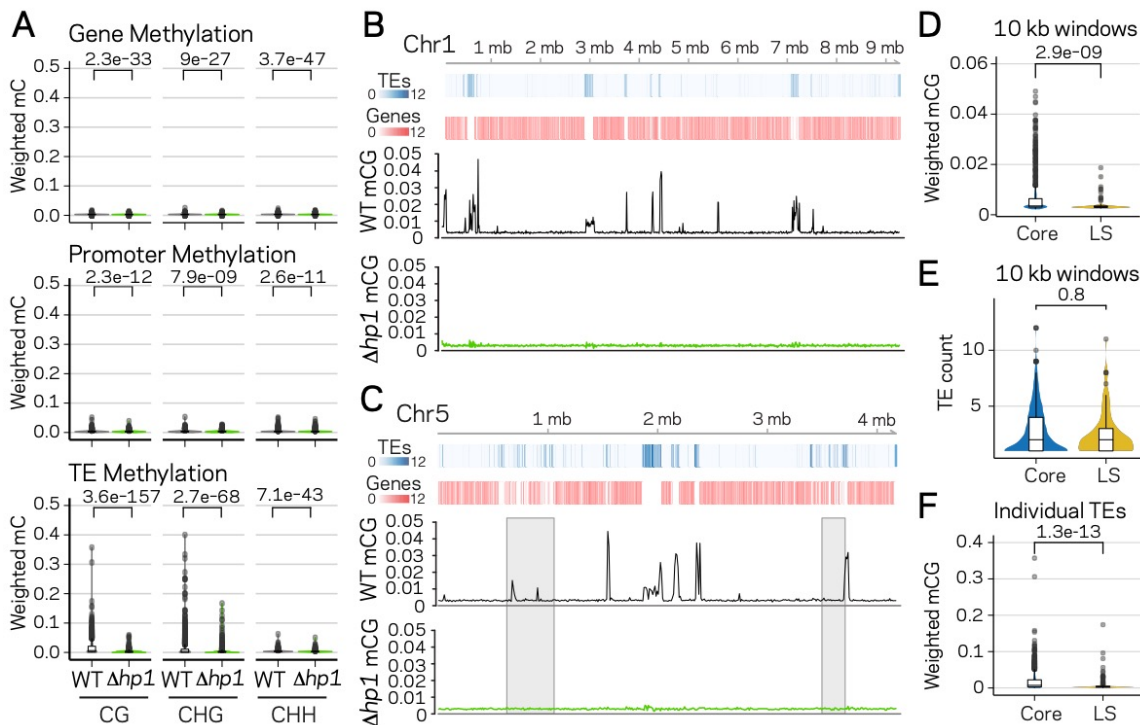 A
Gene Methylation
2.3e-33 9e-27 3.7e-47
Weighted mC
0.5
0.4
0.3
0.2
0.1
0.0
Promoter Methylation
2.3e-12 7.9e-09 2.6e-11
Weighted mC
0.5
0.4
0.3
0.2
0.1
0.0
TE Methylation
3.6e-157 2.7e-68 7.1e-43
Weighted mC
0.5
0.4
0.3
0.2
0.1
0.0
WT Δhp1 WT Δhp1 WT Δhp1
CG CHG CHH
B
Chr1
1 mb 2 mb 3 mb 4 mb 5 mb 6 mb 7 mb 8 mb 9 mb
TEs
0 12
Genes
0 12
WT mCG
0.05
0.04
0.03
0.02
0.01
0
Δhp1 mCG
0.05
0.04
0.03
0.02
0.01
0
C
Chr5
1 mb 2 mb 3 mb 4 mb
TEs
0 12
Genes
0 12
WT mCG
0.05
0.04
0.03
0.02
0.01
0
Δhp1 mCG
0.05
0.04
0.03
0.02
0.01
0
D
10 kb windows
2.9e-09
Weighted mCG
0.06
0.04
0.02
0
Core LS
E
10 kb windows
0.8
TE count
10
5
Core LS
F
Individual TEs
1.3e-13
Weighted mCG
0.4
0.3
0.2
0.1
0
Core LS